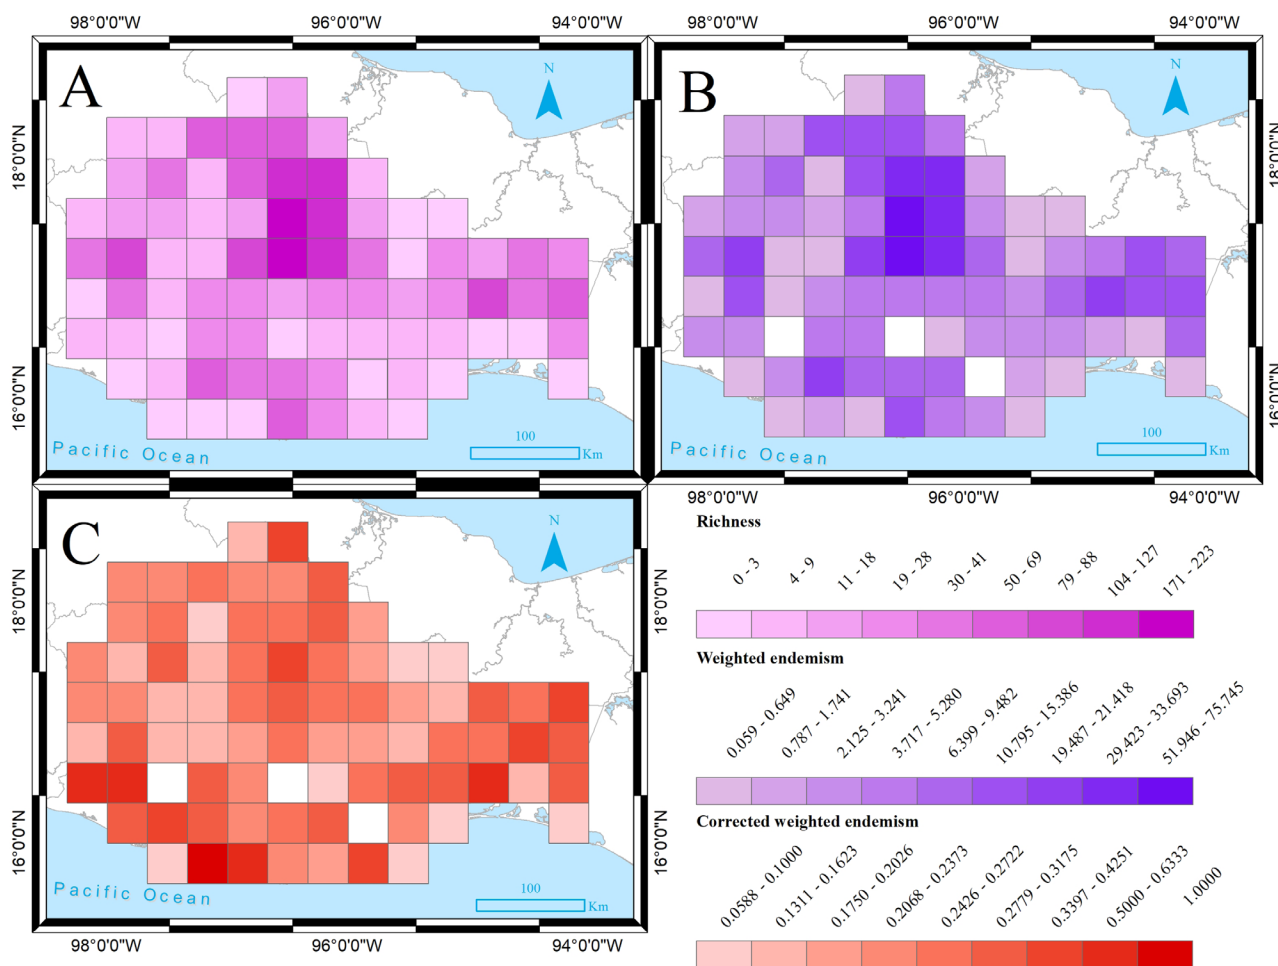 98°0'0"W 96°0'0"W 94°0'0"W 98°0'0"W 96°0'0"W 94°0'0"W
A
N
B
N
18°0'0"N
18°0'0"N
16°0'0"N
16°0'0"N
Pacific Ocean
100
Km
Pacific Ocean
100
Km
98°0'0"W 96°0'0"W 94°0'0"W
C
N
18°0'0"N
18°0'0"N
16°0'0"N
16°0'0"N
Pacific Ocean
100
Km
98°0'0"W 96°0'0"W 94°0'0"W
Richness
0 - 3
4 - 9
11 - 18
19 - 28
30 - 41
50 - 69
79 - 88
104 - 127
171 - 223
Weighted endemism
0.059 - 0.649
0.787 - 1.741
2.125 - 3.241
3.717 - 5.280
6.399 - 9.482
10.795 - 15.386
19.487 - 21.418
29.423 - 33.693
51.946 - 75.745
Corrected weighted endemism
0.0588 - 0.1000
0.1311 - 0.1623
0.1750 - 0.2026
0.2068 - 0.2373
0.2426 - 0.2722
0.2779 - 0.3175
0.3397 - 0.4251
0.5000 - 0.6333
1.0000